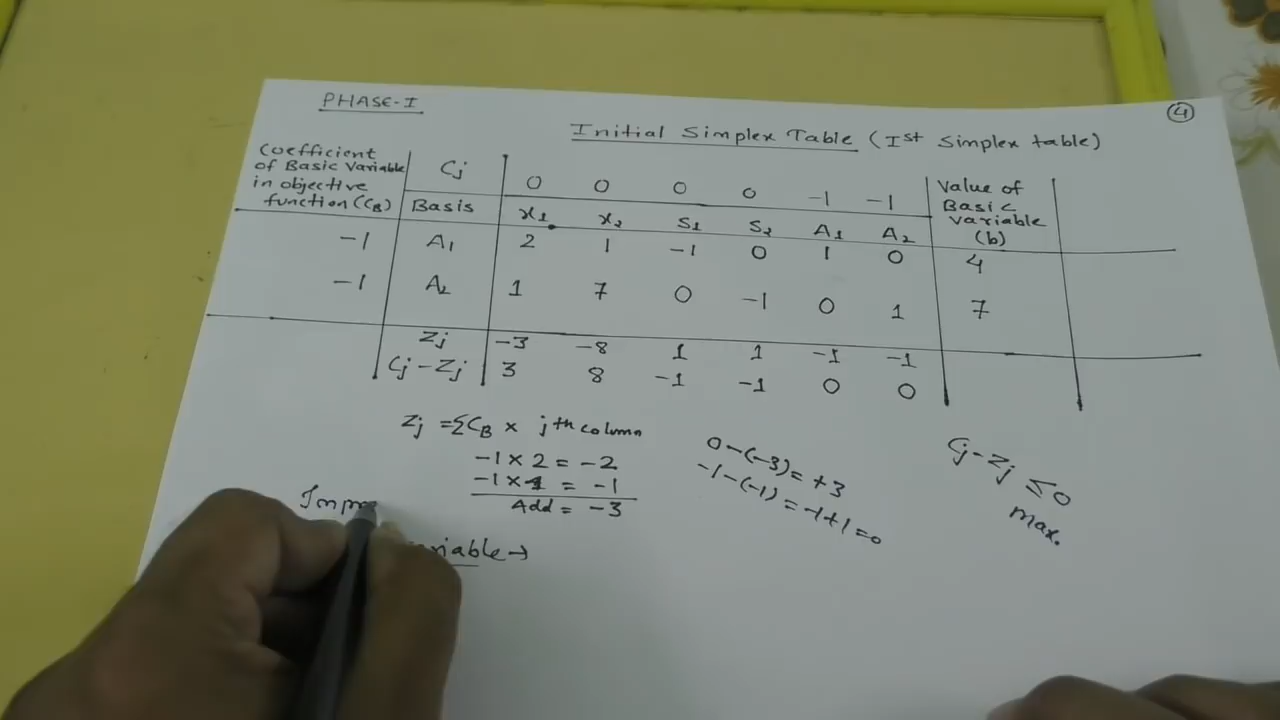 PHASE-I
4
Initial Simplex Table (Ist Simplex table)
Coefficient of Basic Variable in objective function (CB) Cj 0 0 0 0 -1 -1 Value of Basic Variable (b)
Basis x1 x2 S1 S2 A1 A2
-1 A1 2 1 -1 0 1 0 4
-1 A2 1 7 0 -1 0 1 7
Zj -3 -8 1 1 -1 -1
Cj-Zj 3 8 -1 -1 0 0
Zj = ΣCB × jth column
-1 × 2 = -2
-1 × 1 = -1
Add = -3
0-(-3) = +3
-1-(-1) = -1+1=0
Cj-Zj ≤ 0
max.